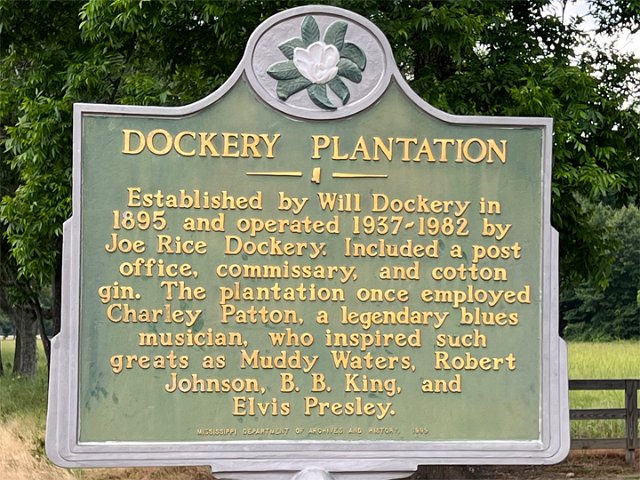 DOCKERY PLANTATION
Established by Will Dockery in
1895 and operated 1937-1982 by
Joe Rice Dockery. Included a post
office, commissary, and cotton
gin. The plantation once employed
Charley Patton, a legendary blues
musician, who inspired such
greats as Muddy Waters, Robert
Johnson, B. B. King, and
Elvis Presley.
MISSISSIPPI DEPARTMENT OF ARCHIVES AND HISTORY, 1995